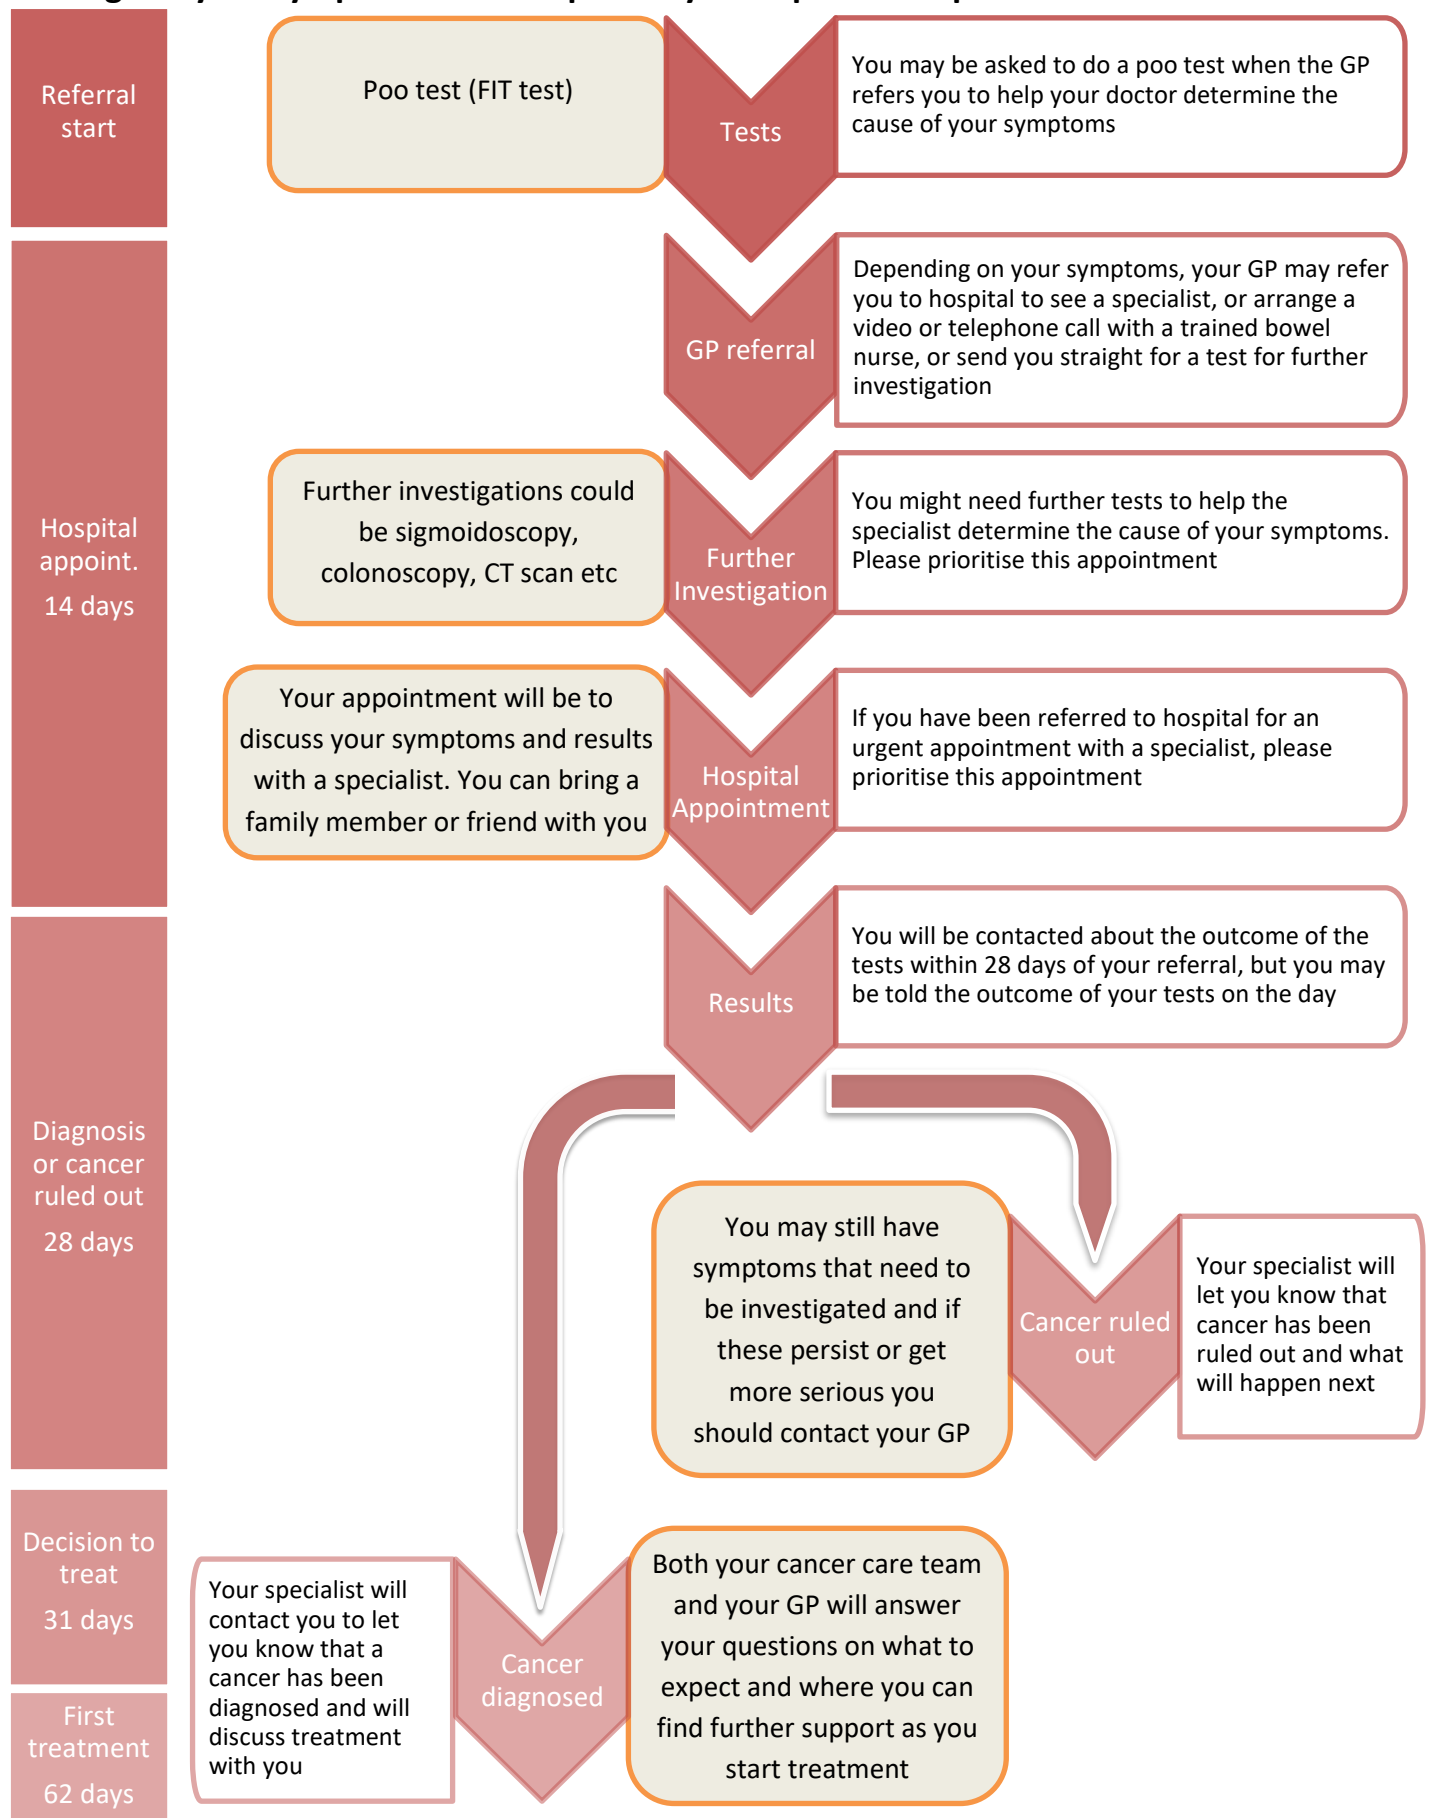 Referral
start
Poo test (FIT test)
Tests
You may be asked to do a poo test when the GP
refers you to help your doctor determine the
cause of your symptoms
Hospital
appoint.
14 days
GP referral
Depending on your symptoms, your GP may refer
you to hospital to see a specialist, or arrange a
video or telephone call with a trained bowel
nurse, or send you straight for a test for further
investigation
Further investigations could
be sigmoidoscopy,
colonoscopy, CT scan etc
Further
Investigation
You might need further tests to help the
specialist determine the cause of your symptoms.
Please prioritise this appointment
Your appointment will be to
discuss your symptoms and results
with a specialist. You can bring a
family member or friend with you
Hospital
Appointment
If you have been referred to hospital for an
urgent appointment with a specialist, please
prioritise this appointment
Diagnosis
or cancer
ruled out
28 days
Results
You will be contacted about the outcome of the
tests within 28 days of your referral, but you may
be told the outcome of your tests on the day
You may still have
symptoms that need to
be investigated and if
these persist or get
more serious you
should contact your GP
Cancer ruled
out
Your specialist will
let you know that
cancer has been
ruled out and what
will happen next
Decision to
treat
31 days
First
treatment
62 days
Your specialist will
contact you to let
you know that a
cancer has been
diagnosed and will
discuss treatment
with you
Cancer
diagnosed
Both your cancer care team
and your GP will answer
your questions on what to
expect and where you can
find further support as you
start treatment